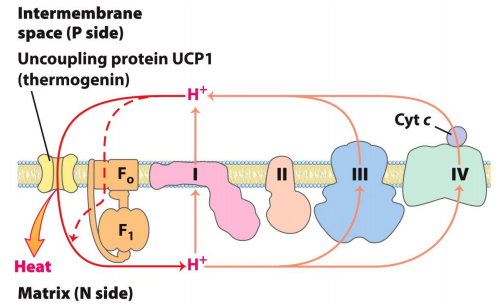 Intermembrane
space (P side)
Uncoupling protein UCP1
(thermogenin)
H⁺
Cyt c
Fₒ
I
II
III
IV
F₁
Heat
H⁺
Matrix (N side)